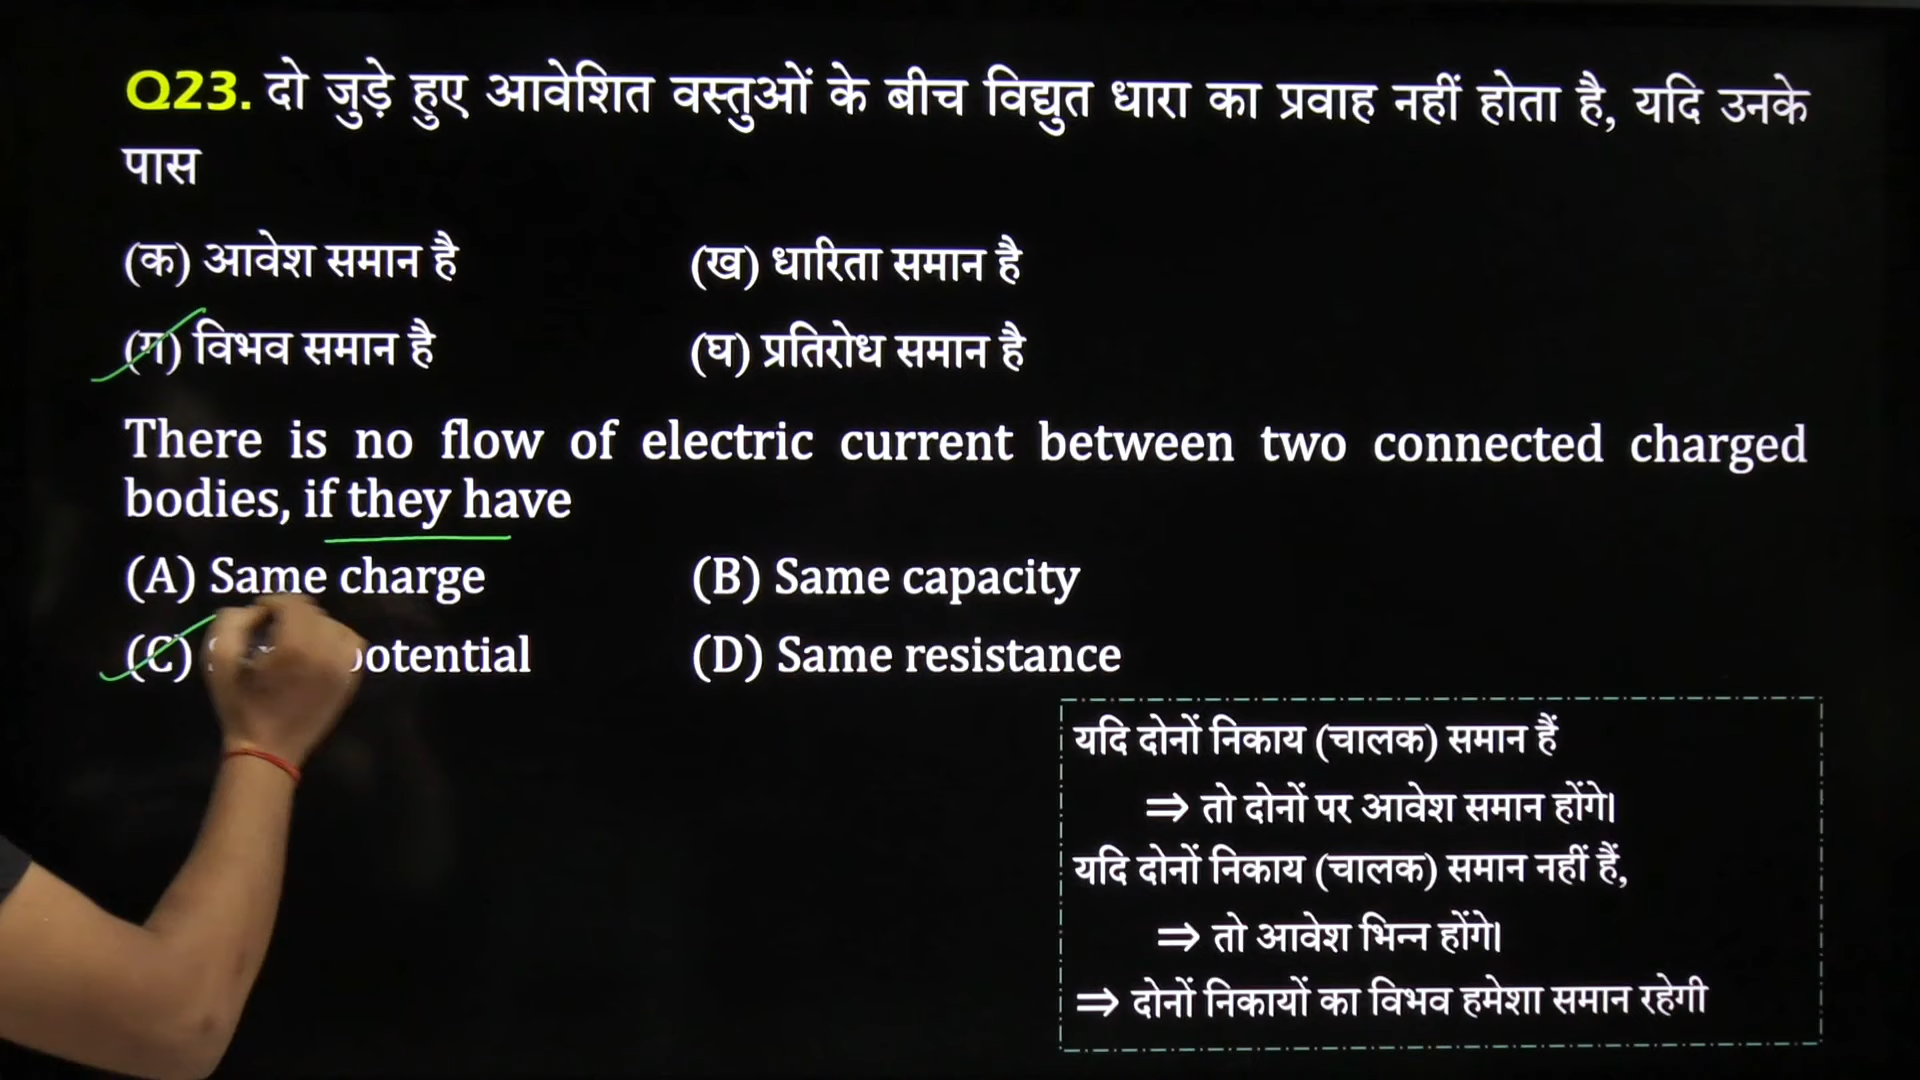 Q23. दो जुड़े हुए आवेशित वस्तुओं के बीच विद्युत धारा का प्रवाह नहीं होता है, यदि उनके
पास
(क) आवेश समान है (ख) धारिता समान है
(ग) विभव समान है (घ) प्रतिरोध समान है
There is no flow of electric current between two connected charged
bodies, if they have
(A) Same charge (B) Same capacity
(C) potential (D) Same resistance
यदि दोनों निकाय (चालक) समान हैं
⇒ तो दोनों पर आवेश समान होंगे।
यदि दोनों निकाय (चालक) समान नहीं हैं,
⇒ तो आवेश भिन्न होंगे।
⇒ दोनों निकायों का विभव हमेशा समान रहेगी